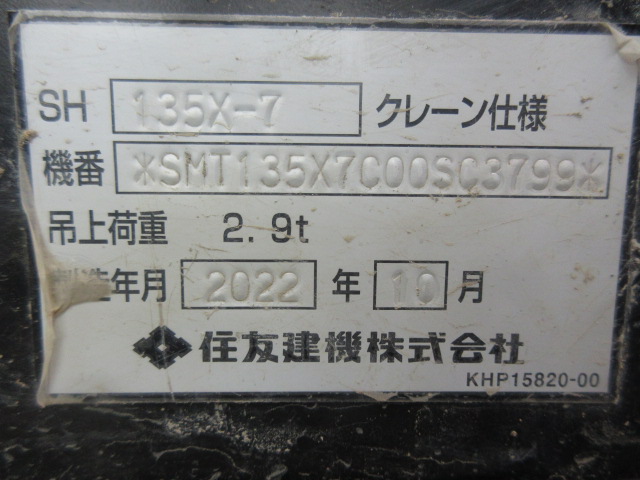 SH 135X-7 クレーン仕様
機番 *SMT135X7C00SC3799*
吊上荷重 2.9t
年月 2022 年 10 月
住友建機株式会社
KHP15820-00